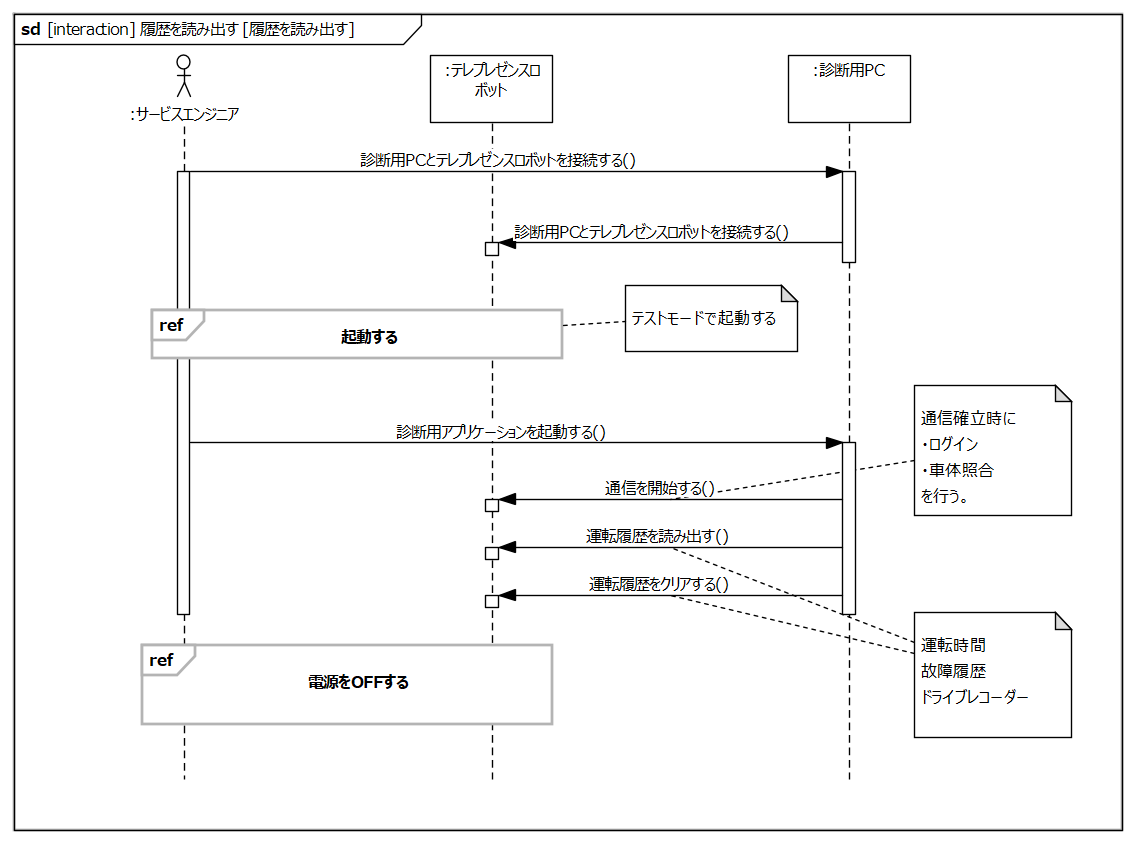 sd [interaction] 履歴を読み出す [履歴を読み出す]
:サービスエンジニア
:テレプレゼンスロ
ボット
:診断用PC
診断用PCとテレプレゼンスロボットを接続する()
診断用PCとテレプレゼンスロボットを接続する()
ref
起動する
テストモードで起動する
診断用アプリケーションを起動する()
通信確立時に
・ログイン
・車体照合
を行う。
通信を開始する()
運転履歴を読み出す()
運転履歴をクリアする()
運転時間
故障履歴
ドライブレコーダー
ref
電源をOFFする